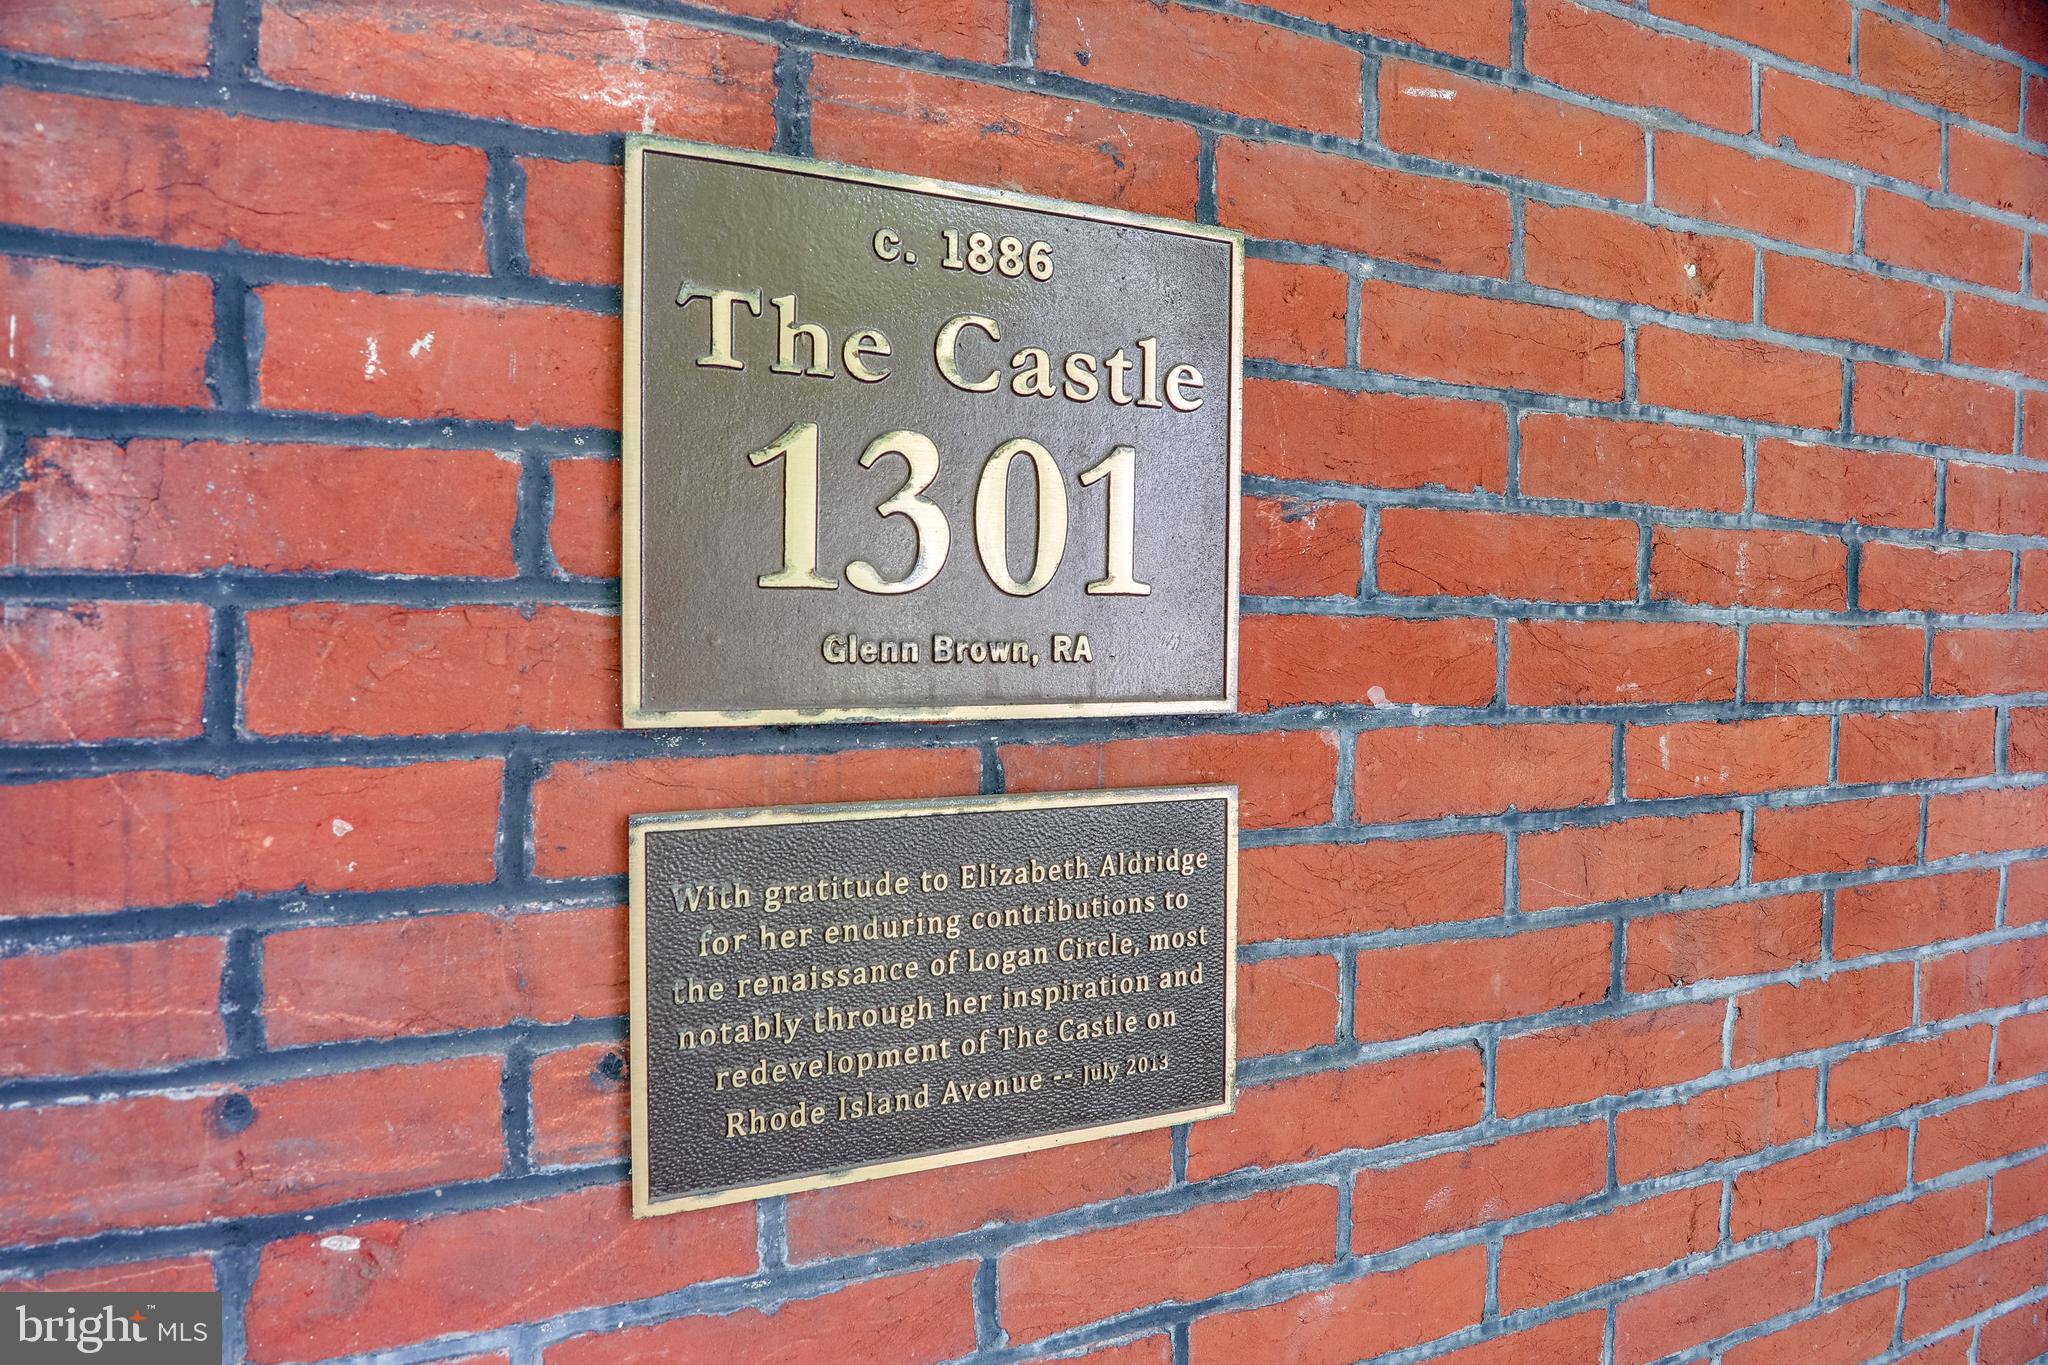 c. 1886
The Castle
1301
Glenn Brown, RA
With gratitude to Elizabeth Aldridge
for her enduring contributions to
the renaissance of Logan Circle, most
notably through her inspiration and
redevelopment of The Castle on
Rhode Island Avenue -- July 2013
bright™ MLS